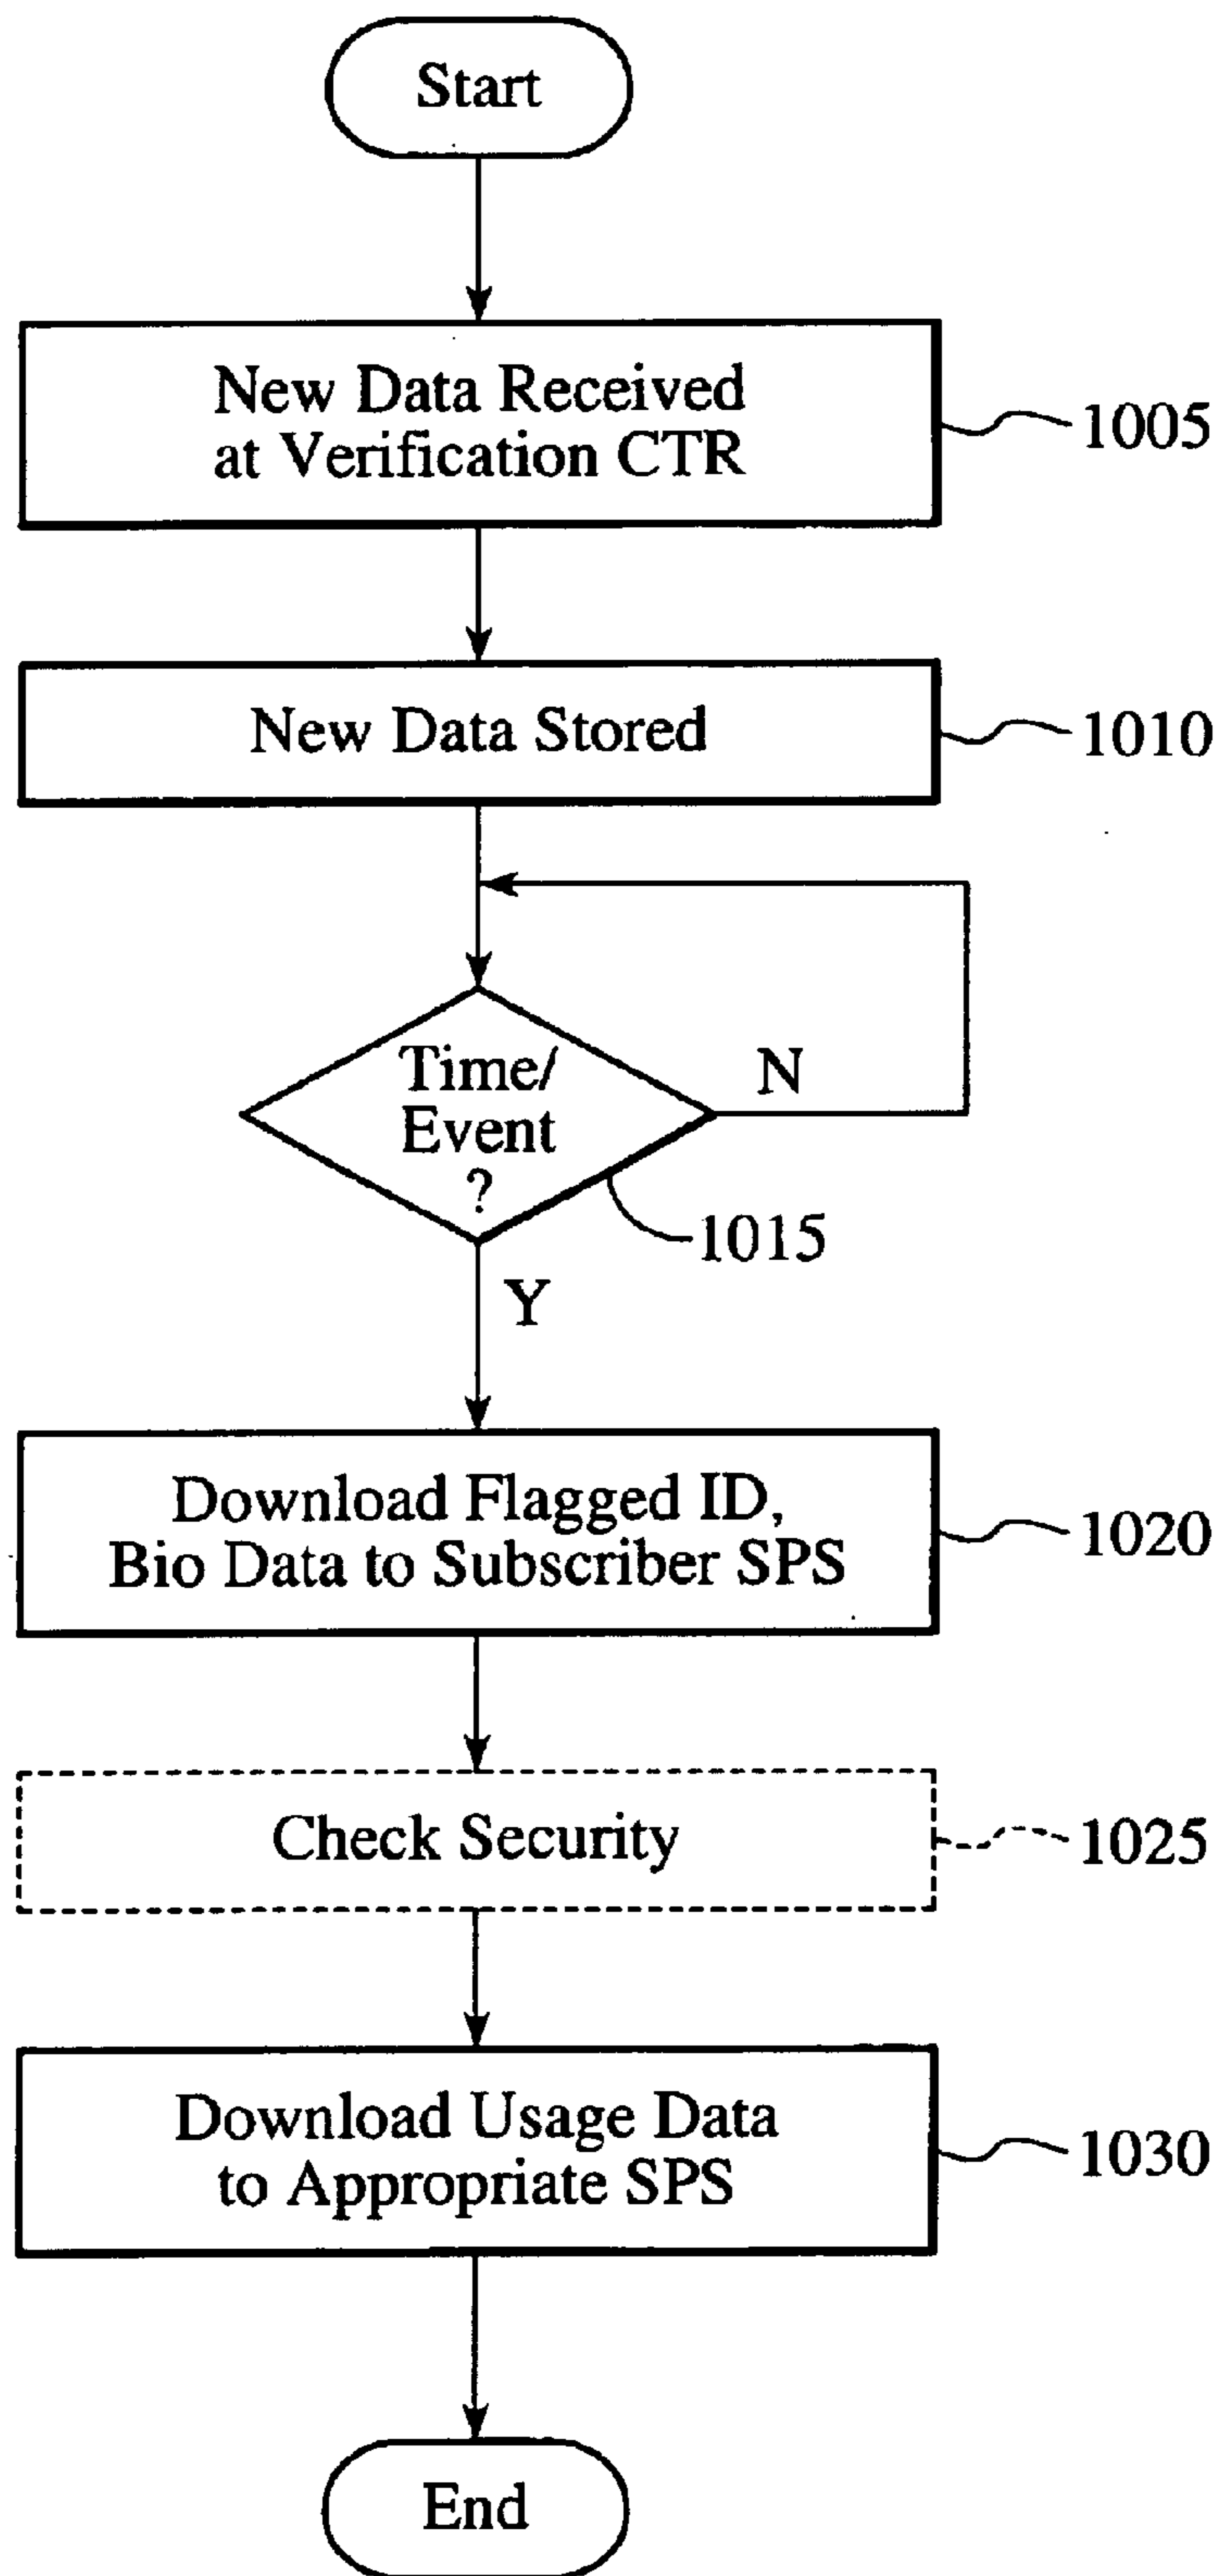 Start
New Data Received
at Verification CTR
1005
New Data Stored
1010
Time/
Event
?
N
1015
Y
Download Flagged ID,
Bio Data to Subscriber SPS
1020
Check Security
1025
Download Usage Data
to Appropriate SPS
1030
End